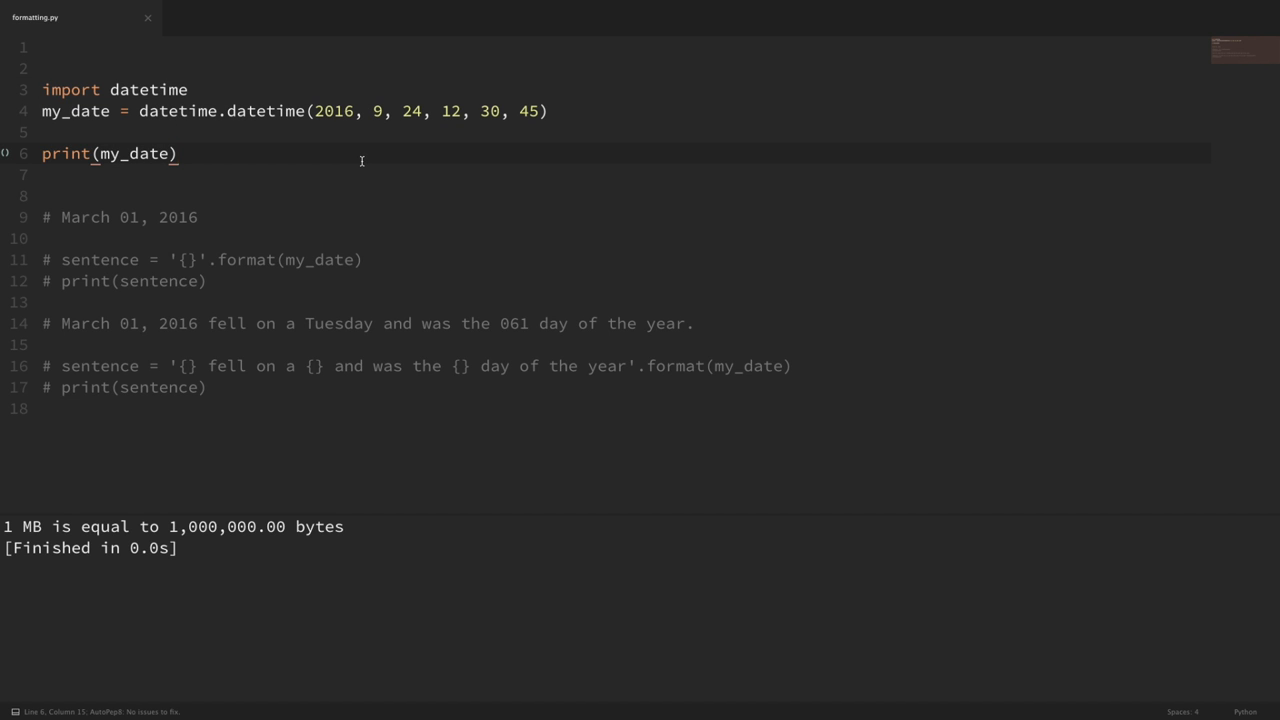 formatting.py
1
2
3 import datetime
4 my_date = datetime.datetime(2016, 9, 24, 12, 30, 45)
5
() 6 print(my_date)
7
8
9 # March 01, 2016
10
11 # sentence = '{}'.format(my_date)
12 # print(sentence)
13
14 # March 01, 2016 fell on a Tuesday and was the 061 day of the year.
15
16 # sentence = '{} fell on a {} and was the {} day of the year'.format(my_date)
17 # print(sentence)
18
1 MB is equal to 1,000,000.00 bytes
[Finished in 0.0s]
Line 6, Column 15; AutoPep8: No issues to fix. Spaces: 4 Python